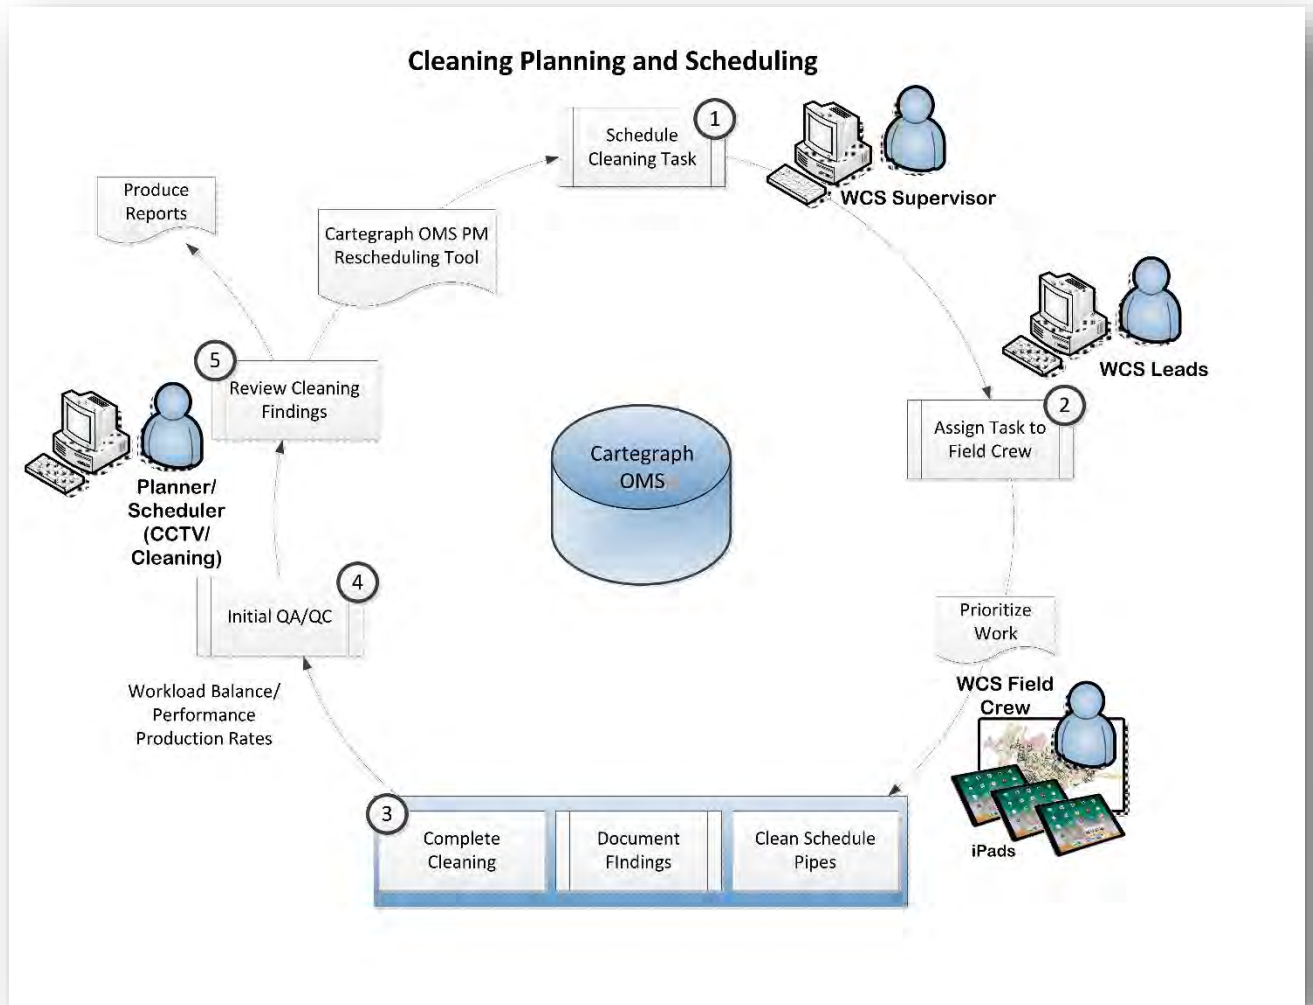 Cleaning Planning and Scheduling
1
Schedule
Cleaning Task
WCS Supervisor
Produce
Reports
Cartegraph OMS PM
Rescheduling Tool
WCS Leads
5
Review Cleaning
Findings
2
Assign Task to
Field Crew
Cartegraph
OMS
Planner/
Scheduler
(CCTV/
Cleaning)
4
Initial QA/QC
Prioritize
Work
WCS Field
Crew
iPads
Workload Balance/
Performance
Production Rates
3
Complete
Cleaning
Document
FIndings
Clean Schedule
Pipes